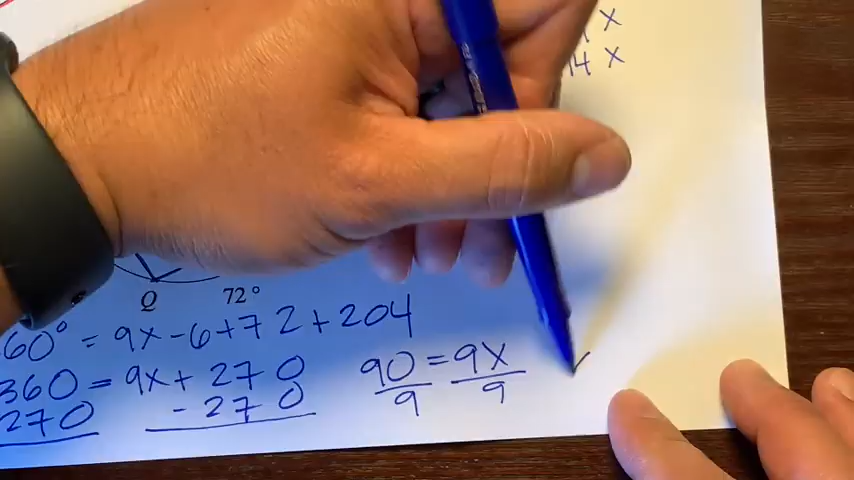 x
14 x
Q 72°
60° = 9x-6+72+204
360 = 9x+270
270 -270
90 = 9x
9 9